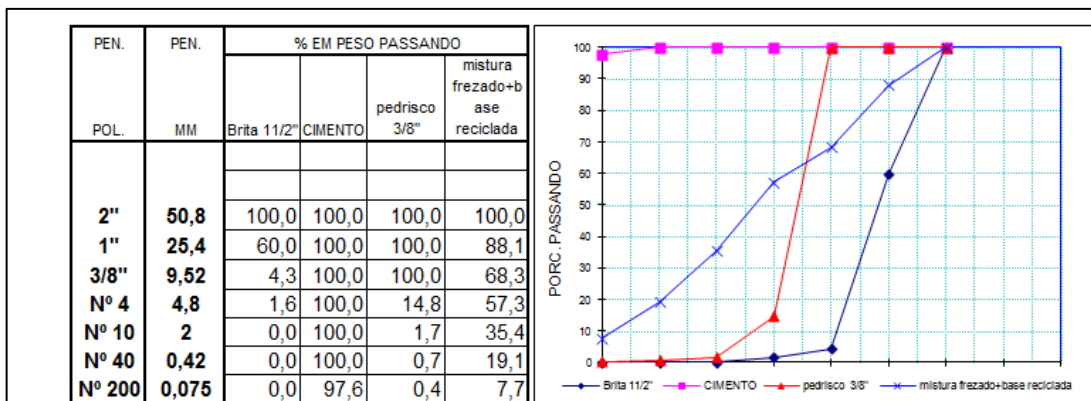 PEN. PEN. % EM PESO PASSANDO
POL. MM Brita 11/2" CIMENTO pedrisco 3/8" mistura frezado+b ase reciclada
2" 50,8 100,0 100,0 100,0 100,0
1" 25,4 60,0 100,0 100,0 88,1
3/8" 9,52 4,3 100,0 100,0 68,3
Nº 4 4,8 1,6 100,0 14,8 57,3
Nº 10 2 0,0 100,0 1,7 35,4
Nº 40 0,42 0,0 100,0 0,7 19,1
Nº 200 0,075 0,0 97,6 0,4 7,7
PORC. PASSANDO
100
90
80
70
60
50
40
30
20
10
0
Brita 11/2" CIMENTO pedrisco 3/8" mistura frezado+base reciclada